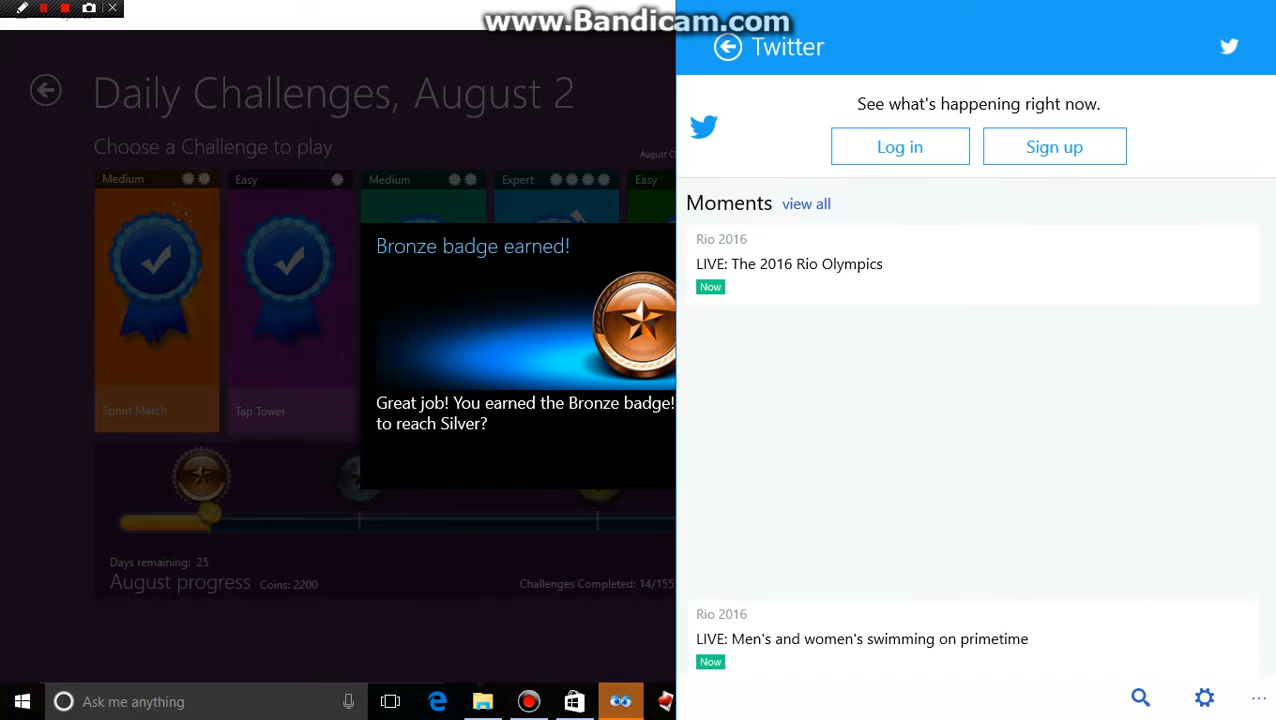 www.Bandicam.com
Daily Challenges, August 2
Choose a Challenge to play
Medium
Easy
Medium
Expert
Easy
Sprint Match
Tap Tower
Bronze badge earned!
Great job! You earned the Bronze badge!
to reach Silver?
Days remaining: 25
August progress Coins: 2200
Challenges Completed: 14/155
Ask me anything
Twitter
See what's happening right now.
Log in
Sign up
Moments view all
Rio 2016
LIVE: The 2016 Rio Olympics
Now
Rio 2016
LIVE: Men's and women's swimming on primetime
Now